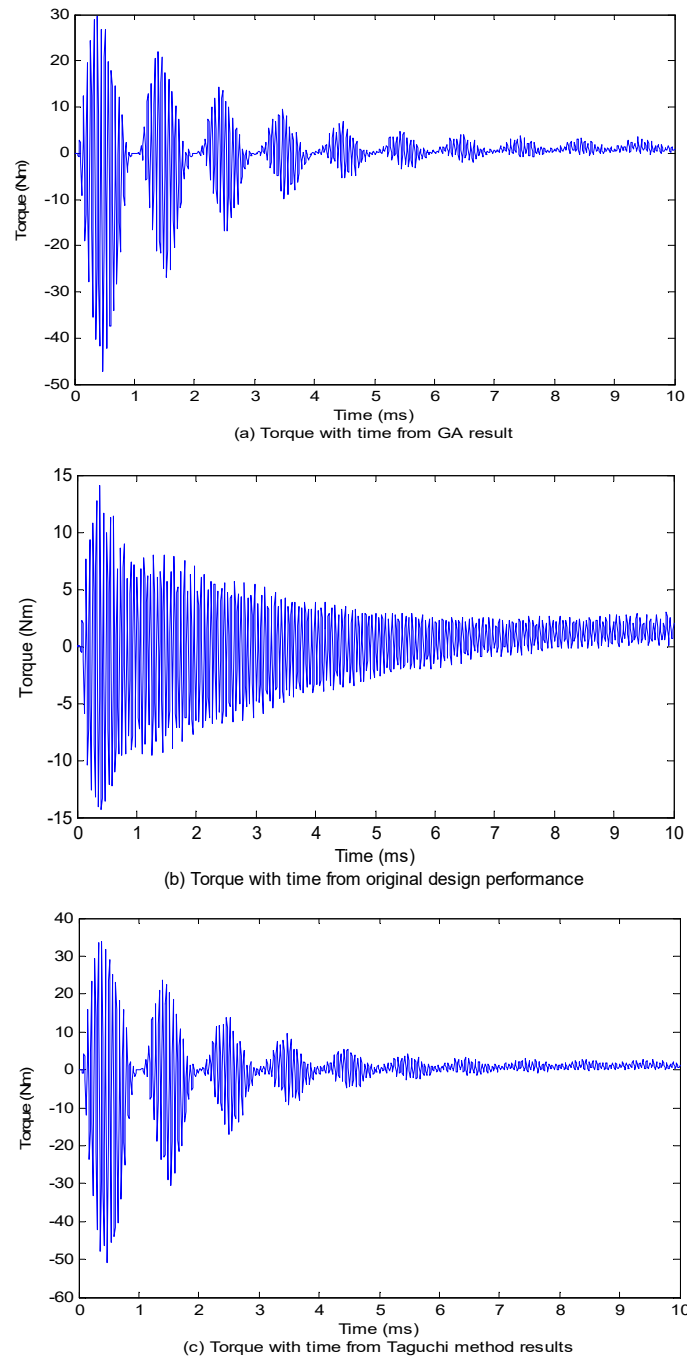 30
20
10
0
-10
-20
-30
-40
-50
Torque (Nm)
0 1 2 3 4 5 6 7 8 9 10
Time (ms)
(a) Torque with time from GA result
15
10
5
0
-5
-10
-15
Torque (Nm)
0 1 2 3 4 5 6 7 8 9 10
Time (ms)
(b) Torque with time from original design performance
40
30
20
10
0
-10
-20
-30
-40
-50
-60
Torque (Nm)
0 1 2 3 4 5 6 7 8 9 10
Time (ms)
(c) Torque with time from Taguchi method results